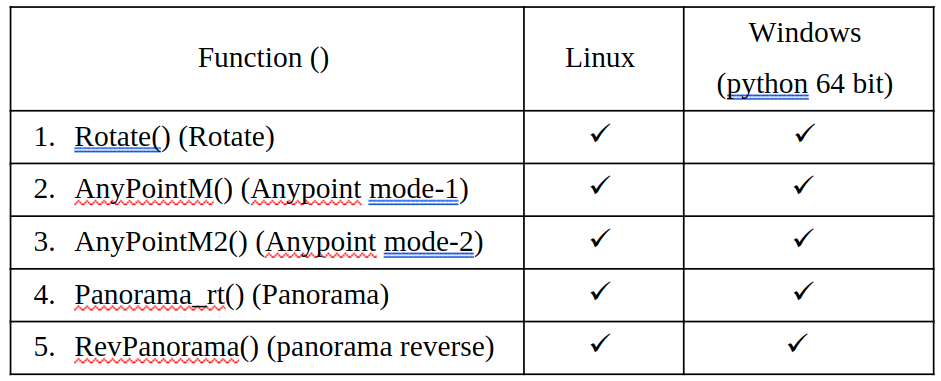 Function ()
Linux
Windows
(python 64 bit)
1. Rotate() (Rotate)
✓
✓
2. AnyPointM() (Anypoint mode-1)
✓
✓
3. AnyPointM2() (Anypoint mode-2)
✓
✓
4. Panorama_rt() (Panorama)
✓
✓
5. RevPanorama() (panorama reverse)
✓
✓